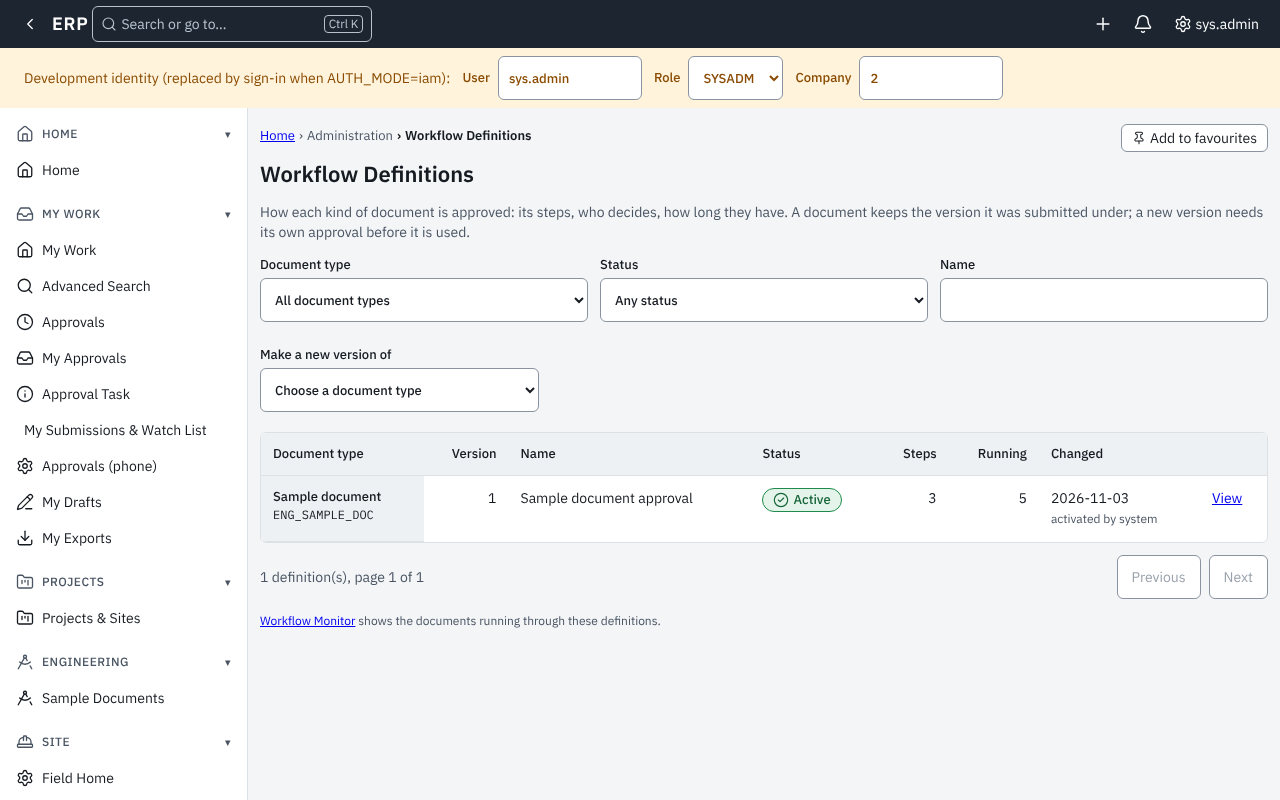 ERP
Search or go to...
Ctrl K
sys.admin
Development identity (replaced by sign-in when AUTH_MODE=iam):
User
sys.admin
Role
SYSADM
Company
2
HOME
Home
MY WORK
My Work
Advanced Search
Approvals
My Approvals
Approval Task
My Submissions & Watch List
Approvals (phone)
My Drafts
My Exports
PROJECTS
Projects & Sites
ENGINEERING
Sample Documents
SITE
Field Home
Home › Administration › Workflow Definitions
Add to favourites
Workflow Definitions
How each kind of document is approved: its steps, who decides, how long they have. A document keeps the version it was submitted under; a new version needs
its own approval before it is used.
Document type
Status
Name
All document types
Any status
Make a new version of
Choose a document type
Document type Version Name Status Steps Running Changed
Sample document 1 Sample document approval Active 3 5 2026-11-03 View
ENG_SAMPLE_DOC activated by system
1 definition(s), page 1 of 1
Previous
Next
Workflow Monitor shows the documents running through these definitions.